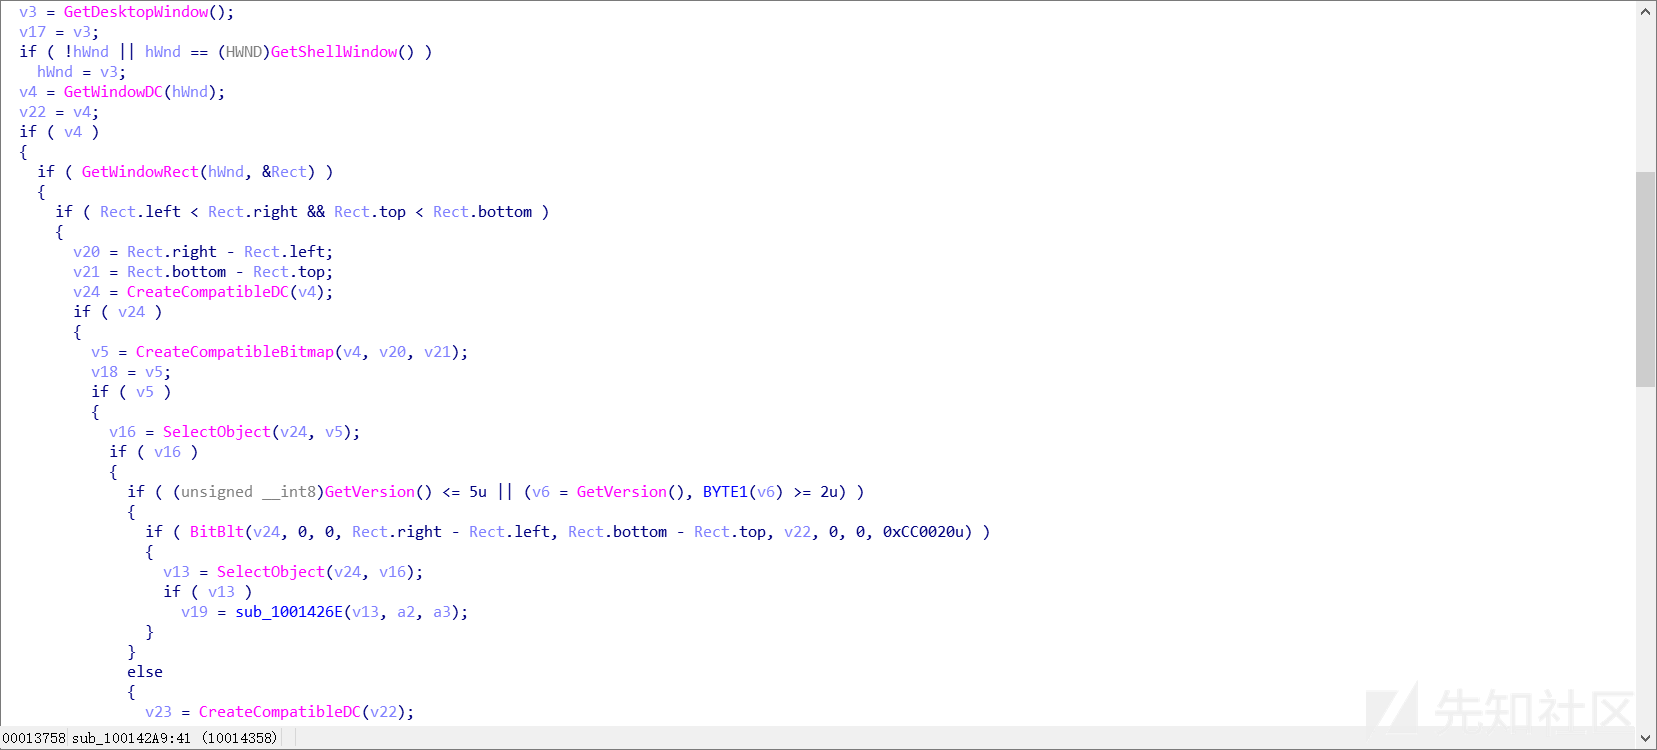 v3 = GetDesktopWindow();
v17 = v3;
if ( !hWnd || hWnd == (HWND)GetShellWindow() )
hWnd = v3;
v4 = GetWindowDC(hWnd);
v22 = v4;
if ( v4 )
{
if ( GetWindowRect(hWnd, &Rect) )
{
if ( Rect.left < Rect.right && Rect.top < Rect.bottom )
{
v20 = Rect.right - Rect.left;
v21 = Rect.bottom - Rect.top;
v24 = CreateCompatibleDC(v4);
if ( v24 )
{
v5 = CreateCompatibleBitmap(v4, v20, v21);
v18 = v5;
if ( v5 )
{
v16 = SelectObject(v24, v5);
if ( v16 )
{
if ( (unsigned __int8)GetVersion() <= 5u || (v6 = GetVersion(), BYTE1(v6) >= 2u) )
{
if ( BitBlt(v24, 0, 0, Rect.right - Rect.left, Rect.bottom - Rect.top, v22, 0, 0, 0xCC0020u) )
{
v13 = SelectObject(v24, v16);
if ( v13 )
v19 = sub_1001426E(v13, a2, a3);
}
}
else
{
v23 = CreateCompatibleDC(v22);
先知社区
00013758 sub_100142A9:41 (10014358)